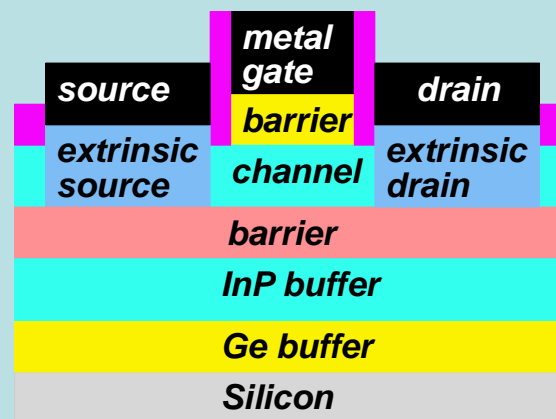 metal
gate
source
drain
barrier
extrinsic
source
channel
extrinsic
drain
barrier
InP buffer
Ge buffer
Silicon